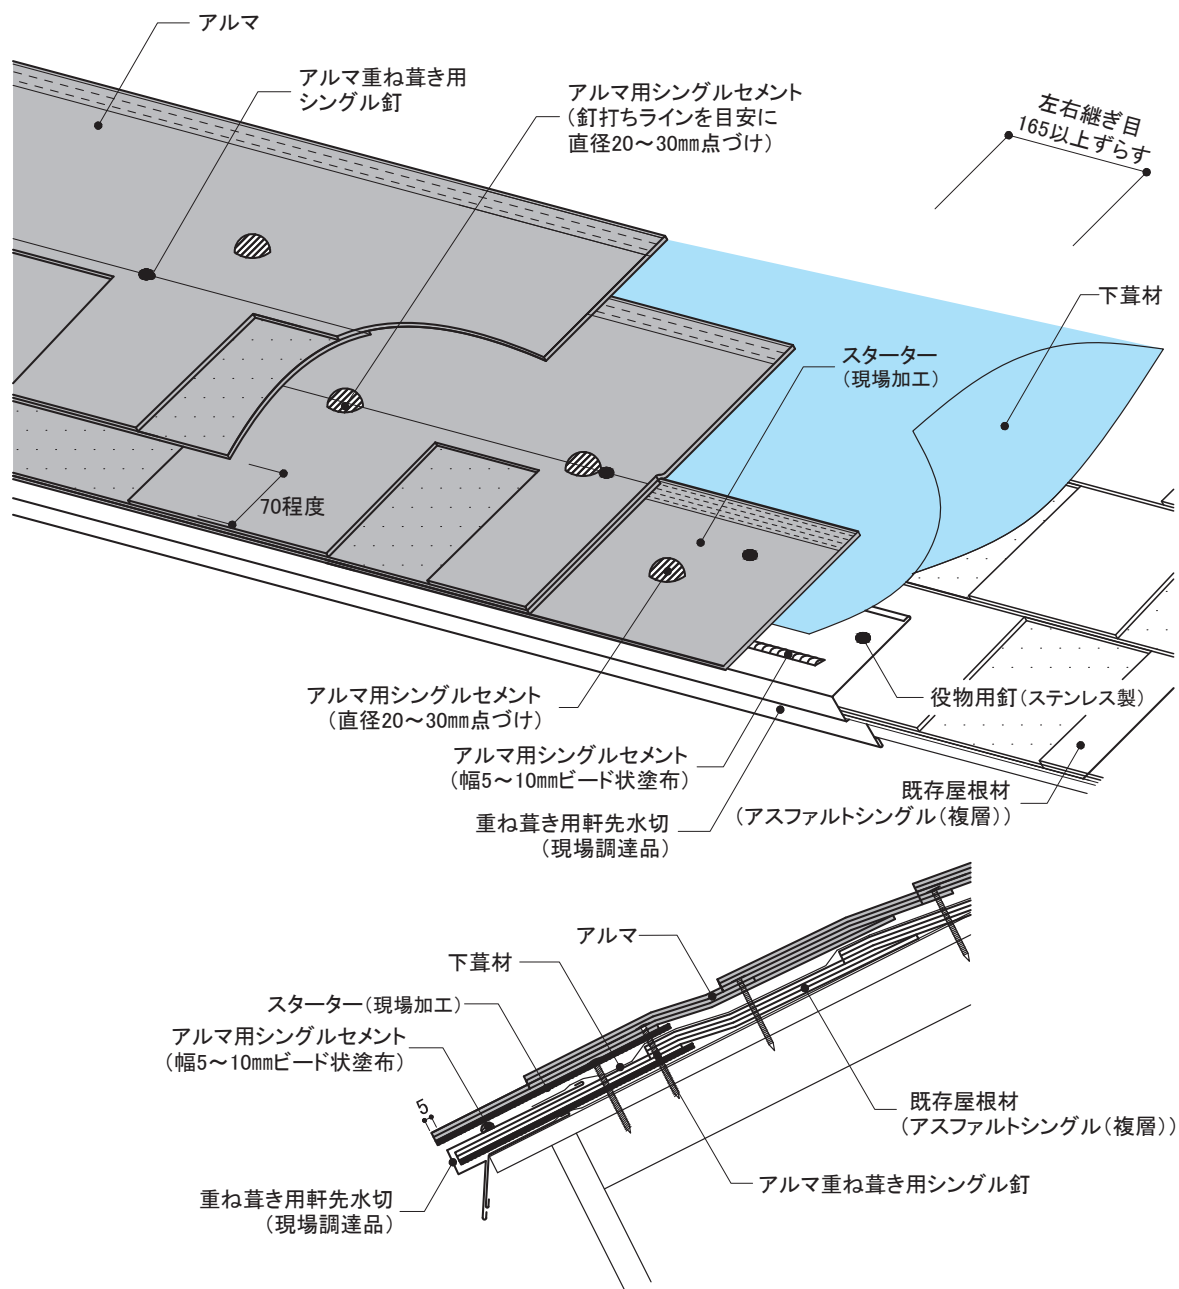 アルマ
アルマ重ね葺き用
シングル釘
アルマ用シングルセメント
(釘打ちラインを目安に
直径20～30mm点づけ)
左右継ぎ目
165以上ずらす
下葺材
スターター
(現場加工)
70程度
アルマ用シングルセメント
(直径20～30mm点づけ)
役物用釘(ステンレス製)
アルマ用シングルセメント
(幅5～10mmビード状塗布)
既存屋根材
(アスファルトシングル(複層))
重ね葺き用軒先水切
(現場調達品)
アルマ
下葺材
スターター(現場加工)
アルマ用シングルセメント
(幅5～10mmビード状塗布)
5
既存屋根材
(アスファルトシングル(複層))
アルマ重ね葺き用シングル釘
重ね葺き用軒先水切
(現場調達品)